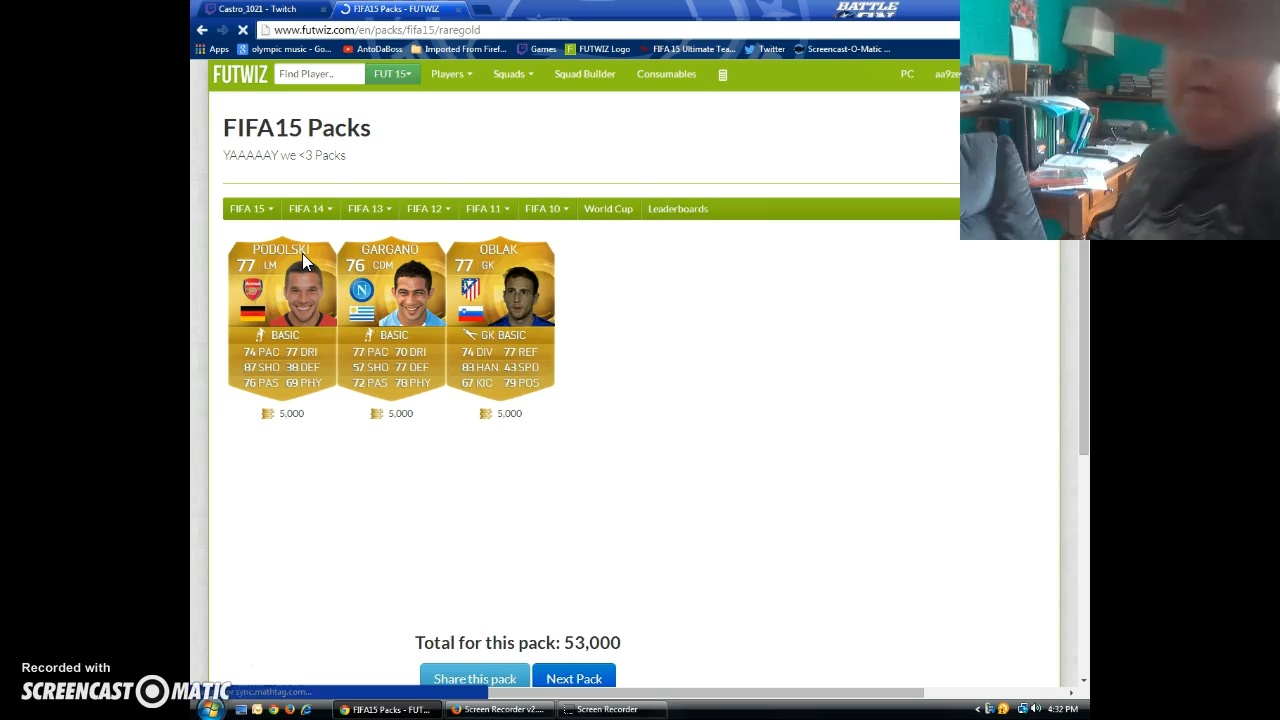 Castro_1021 - Twitch
FIFA15 Packs - FUTWIZ
BATTLE
www.futwiz.com/en/packs/fifa15/raregold
Apps
olympic music - Go...
AntoDaBoss
Imported From Firef...
Games
FUTWIZ Logo
FIFA 15 Ultimate Tea...
Twitter
Screencast-O-Matic ...
FUTWIZ
Find Player..
FUT 15
Players
Squads
Squad Builder
Consumables
PC
aa9ze
FIFA15 Packs
YAAAAAY we <3 Packs
FIFA 15
FIFA 14
FIFA 13
FIFA 12
FIFA 11
FIFA 10
World Cup
Leaderboards
PODOLSKI
77 LM
Arsenal
BASIC
74 PAC 77 DRI
87 SHO 38 DEF
76 PAS 69 PHY
5,000
GARGANO
76 CDM
N
BASIC
77 PAC 70 DRI
57 SHO 77 DEF
72 PAS 78 PHY
5,000
OBLAK
77 GK
GK BASIC
74 DIV 77 REF
83 HAN 43 SPD
67 KIC 79 POS
5,000
Total for this pack: 53,000
Share this pack
Next Pack
Recorded with
SCREENCAST MATIC
or sync.mathtag.com...
FIFA15 Packs - FUT...
Screen Recorder v2....
Screen Recorder
4:32 PM